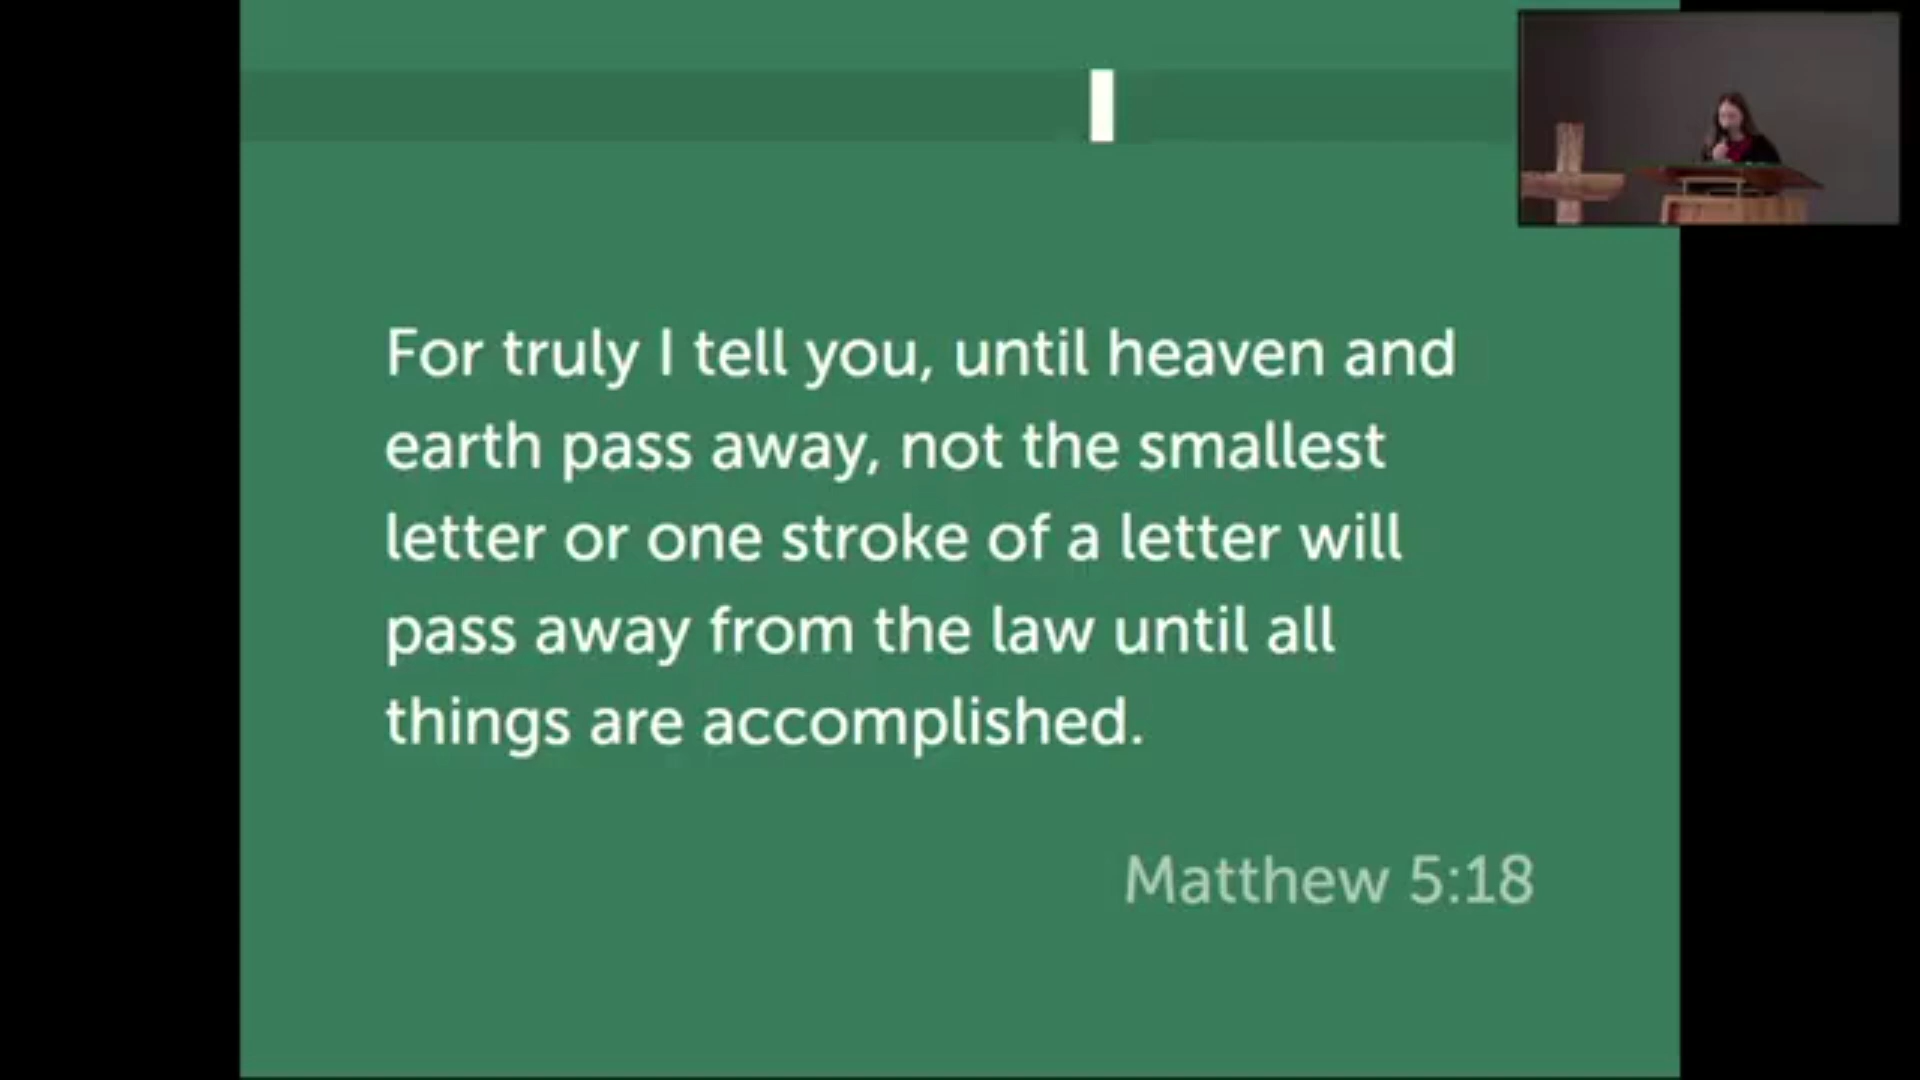 For truly I tell you, until heaven and
earth pass away, not the smallest
letter or one stroke of a letter will
pass away from the law until all
things are accomplished.
Matthew 5:18